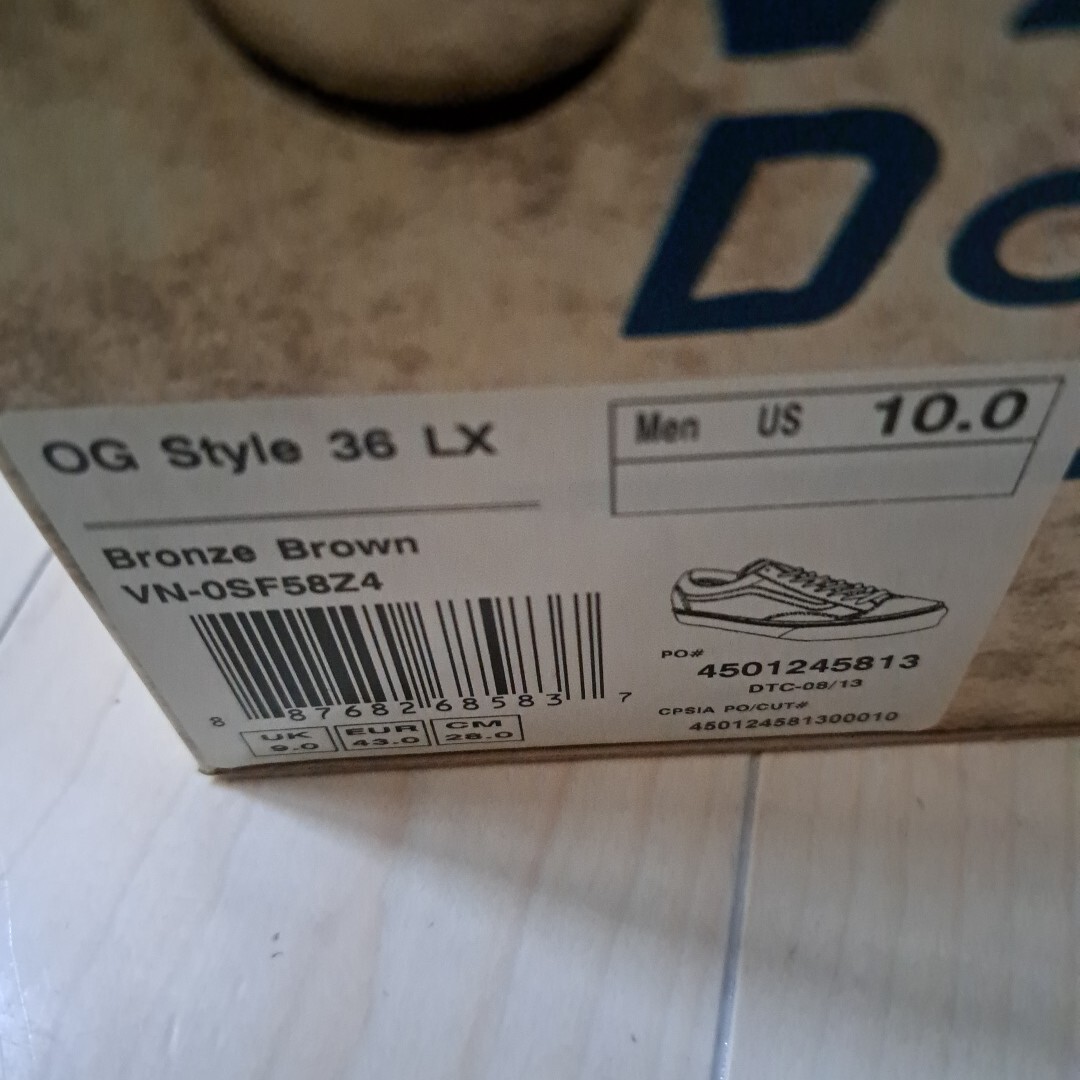 Do
OG Style 36 LX
Men US 10.0
Bronze Brown
VN-0SF58Z4
8 87682 68583 7
UK
9.0
EUR
43.0
CM
28.0
PO#
4501245813
DTC-08/13
CPSIA PO/CUT#
450124581300010